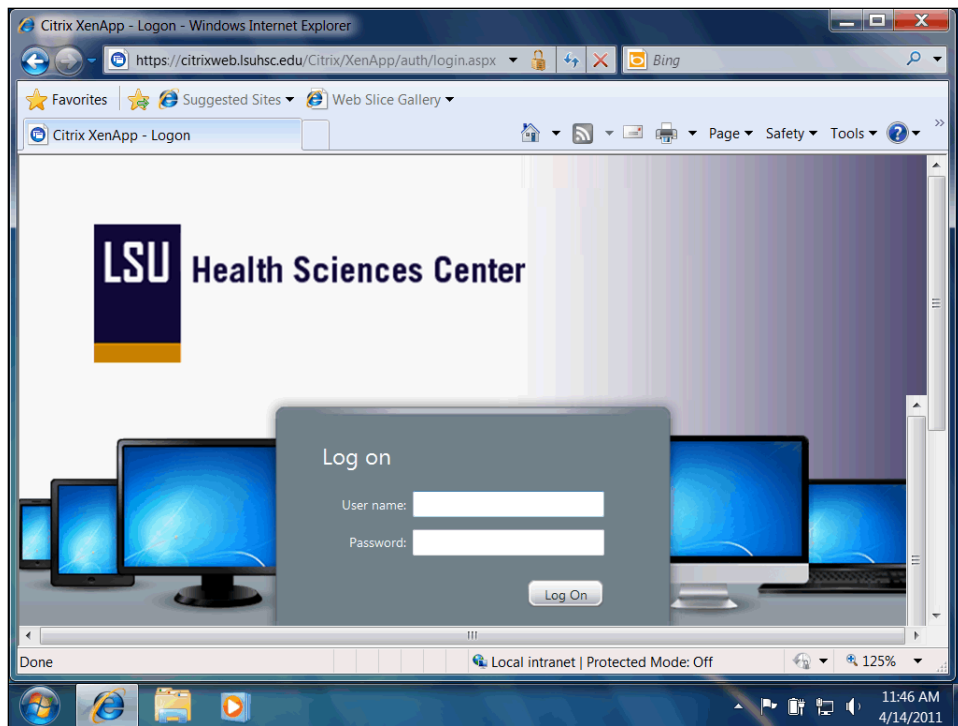 Citrix XenApp - Logon - Windows Internet Explorer
https://citrixweb.lsuhsc.edu/Citrix/XenApp/auth/login.aspx
Bing
Favorites
Suggested Sites
Web Slice Gallery
Citrix XenApp - Logon
Page
Safety
Tools
LSU
Health Sciences Center
Log on
User name:
Password:
Log On
Done
Local intranet | Protected Mode: Off
125%
11:46 AM
4/14/2011